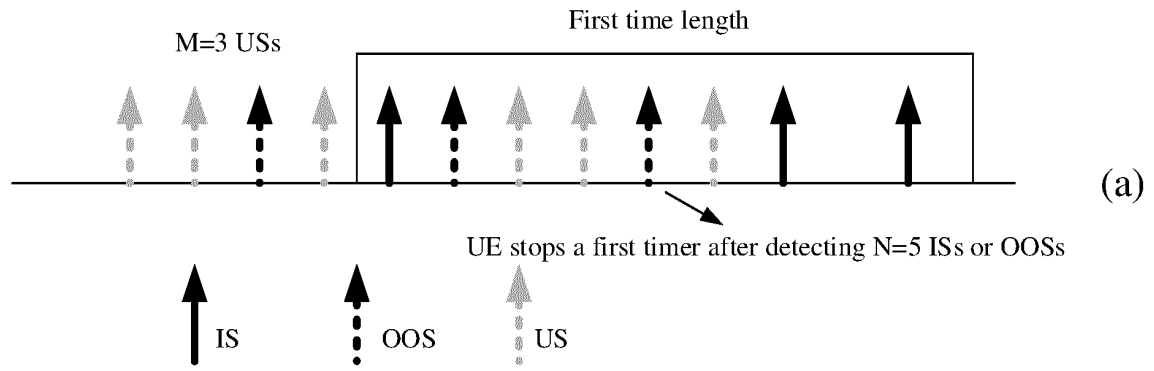 First time length
M=3 USs
(a)
UE stops a first timer after detecting N=5 ISs or OOSs
IS
OOS
US